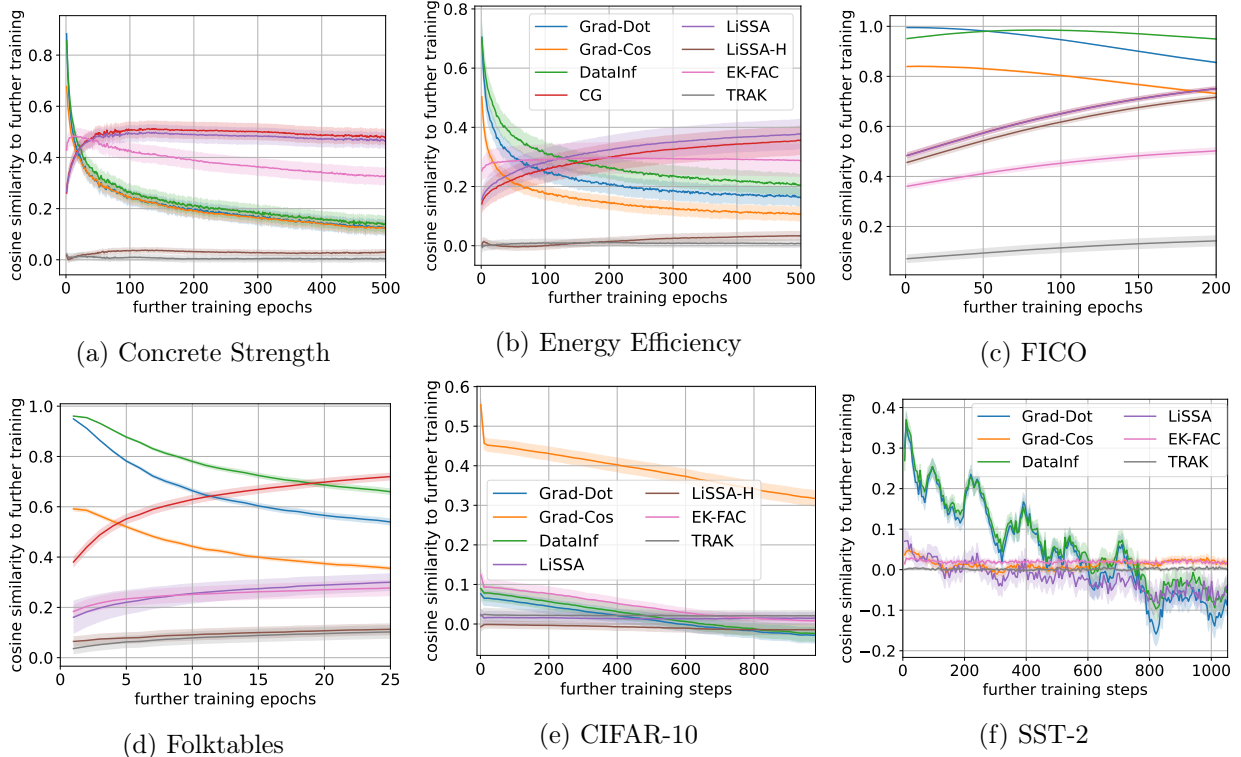 cosine similarity to further training
0.8
0.6
0.4
0.2
0.0
0 100 200 300 400 500
further training epochs
(a) Concrete Strength
cosine similarity to further training
0.8
0.6
0.4
0.2
0.0
Grad-Dot
Grad-Cos
DataInf
CG
LiSSA
LiSSA-H
EK-FAC
TRAK
0 100 200 300 400 500
further training epochs
(b) Energy Efficiency
cosine similarity to further training
1.0
0.8
0.6
0.4
0.2
0 50 100 150 200
further training epochs
(c) FICO
cosine similarity to further training
1.0
0.8
0.6
0.4
0.2
0.0
0 5 10 15 20 25
further training epochs
(d) Folktables
cosine similarity to further training
0.6
0.5
0.4
0.3
0.2
0.1
0.0
Grad-Dot
Grad-Cos
DataInf
LiSSA
LiSSA-H
EK-FAC
TRAK
0 200 400 600 800
further training steps
(e) CIFAR-10
cosine similarity to further training
0.4
0.3
0.2
0.1
0.0
−0.1
−0.2
Grad-Dot
Grad-Cos
DataInf
LiSSA
EK-FAC
TRAK
0 200 400 600 800 1000
further training steps
(f) SST-2